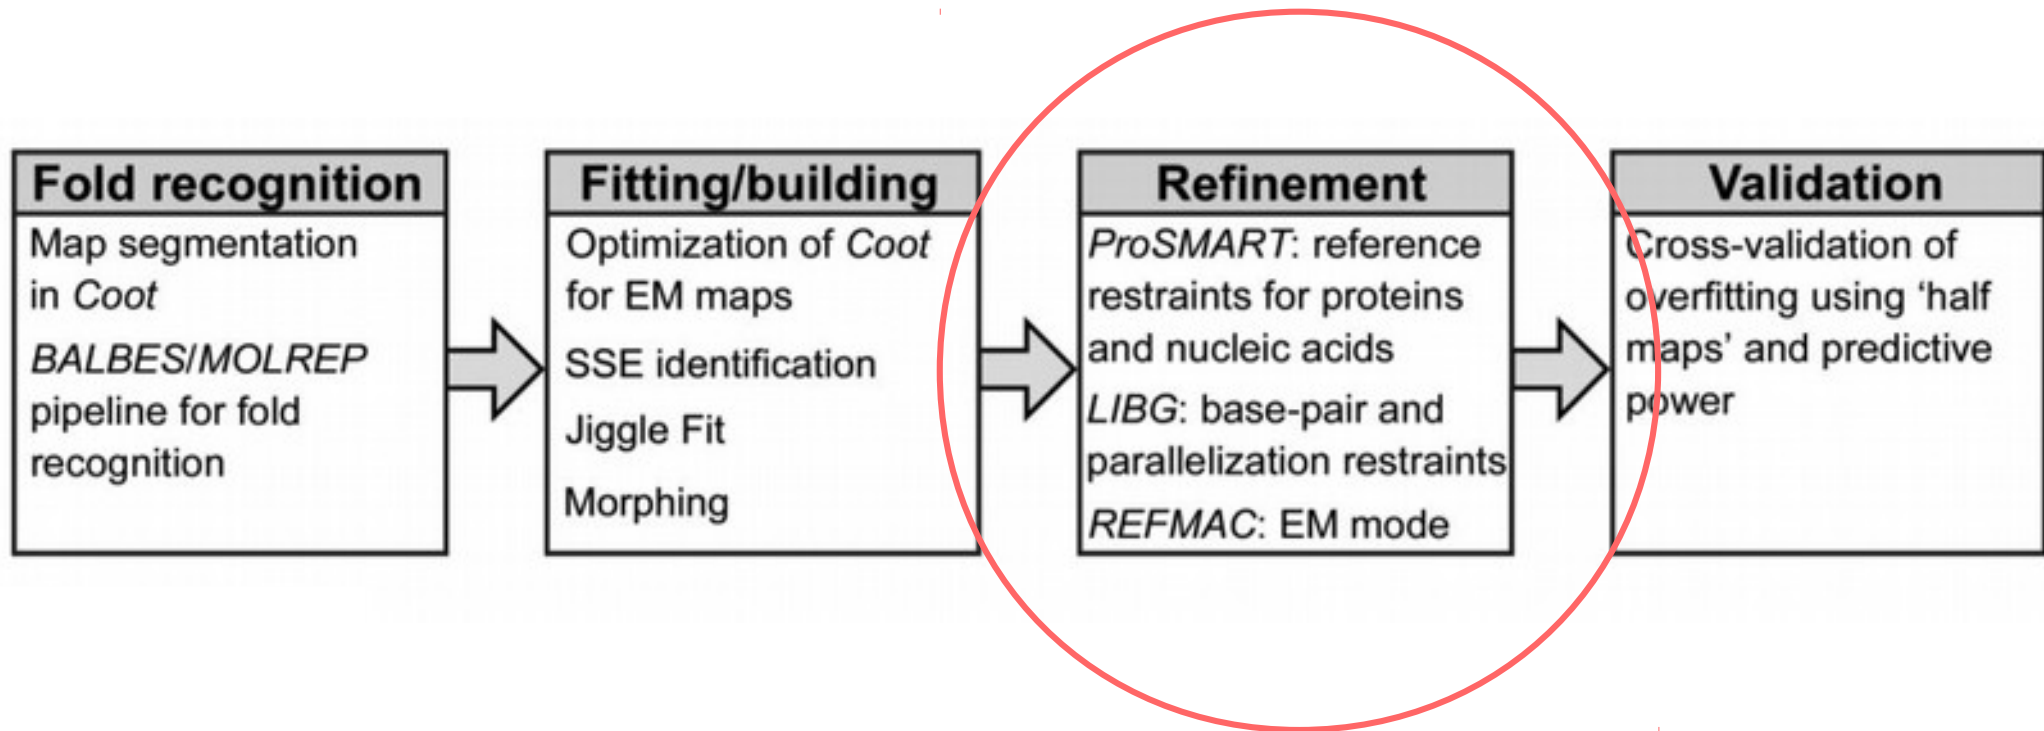 Fold recognition
Map segmentation
in Coot
BALBES/MOLREP
pipeline for fold
recognition
Fitting/building
Optimization of Coot
for EM maps
SSE identification
Jiggle Fit
Morphing
Refinement
ProSMART: reference
restraints for proteins
and nucleic acids
LIBG: base-pair and
parallelization restraints
REFMAC: EM mode
Validation
Cross-validation of
overfitting using ‘half
maps’ and predictive
power